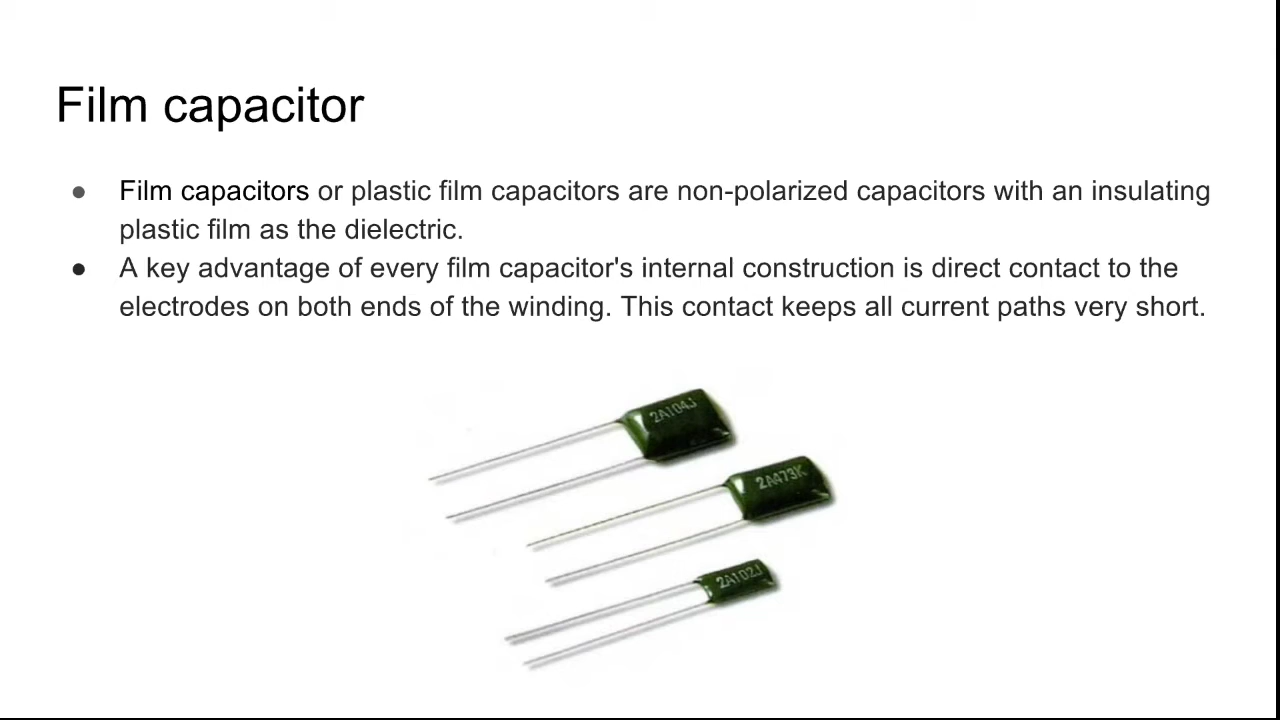 Film capacitor
● Film capacitors or plastic film capacitors are non-polarized capacitors with an insulating
plastic film as the dielectric.
● A key advantage of every film capacitor's internal construction is direct contact to the
electrodes on both ends of the winding. This contact keeps all current paths very short.
2A104J
2A473K
2A102J